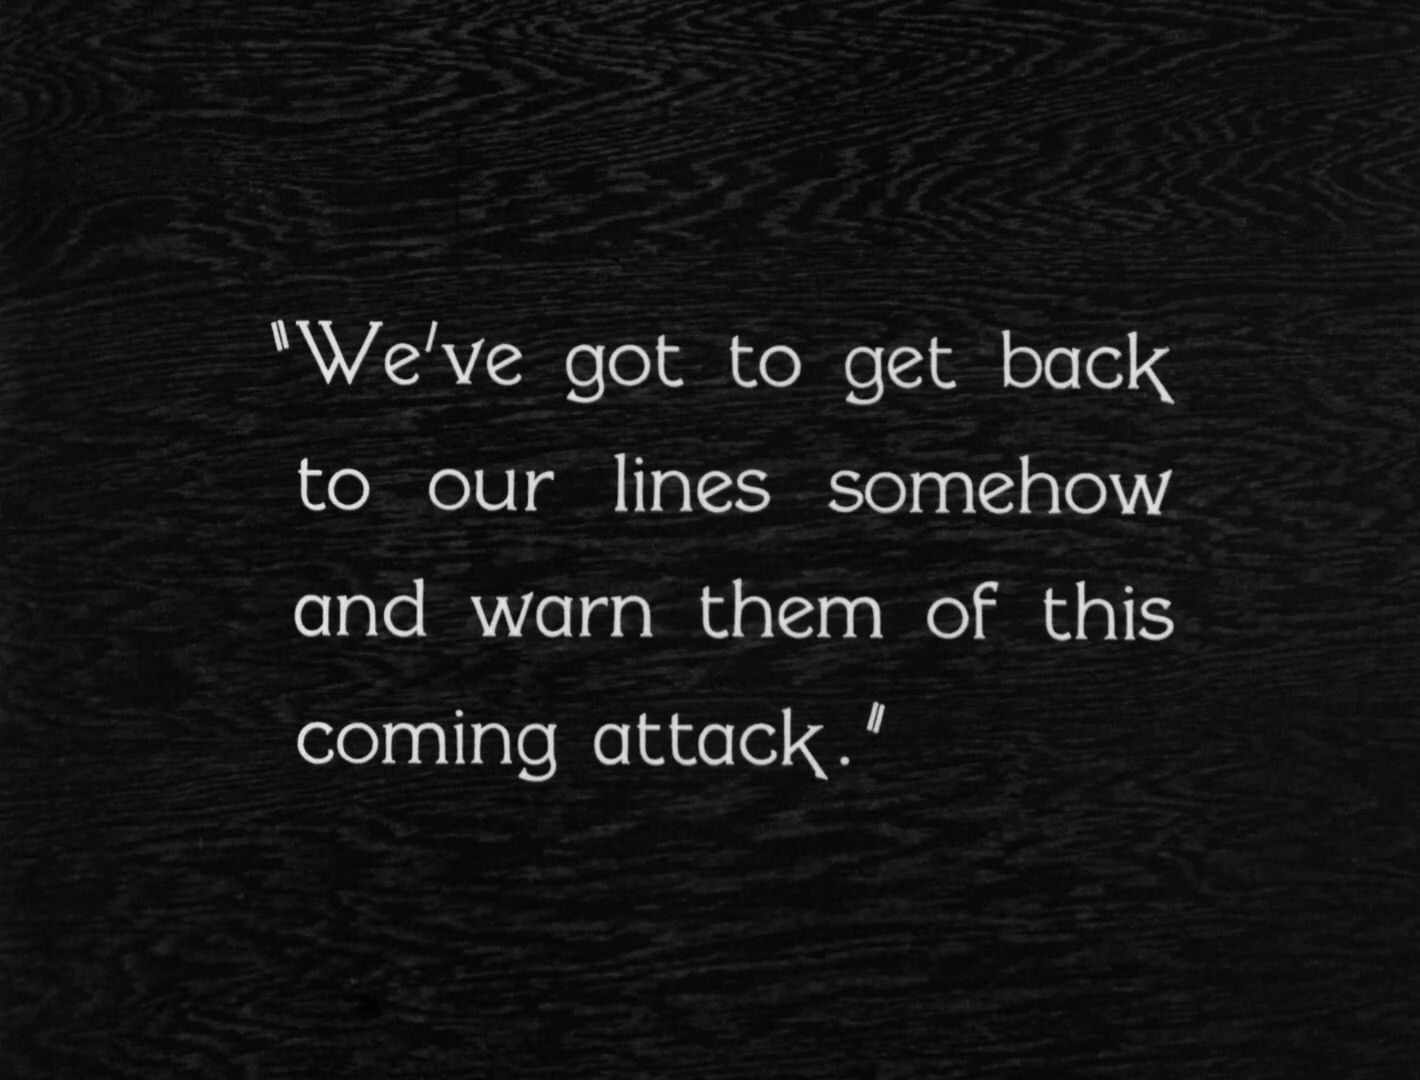 "We've got to get back
to our lines somehow
and warn them of this
coming attack."